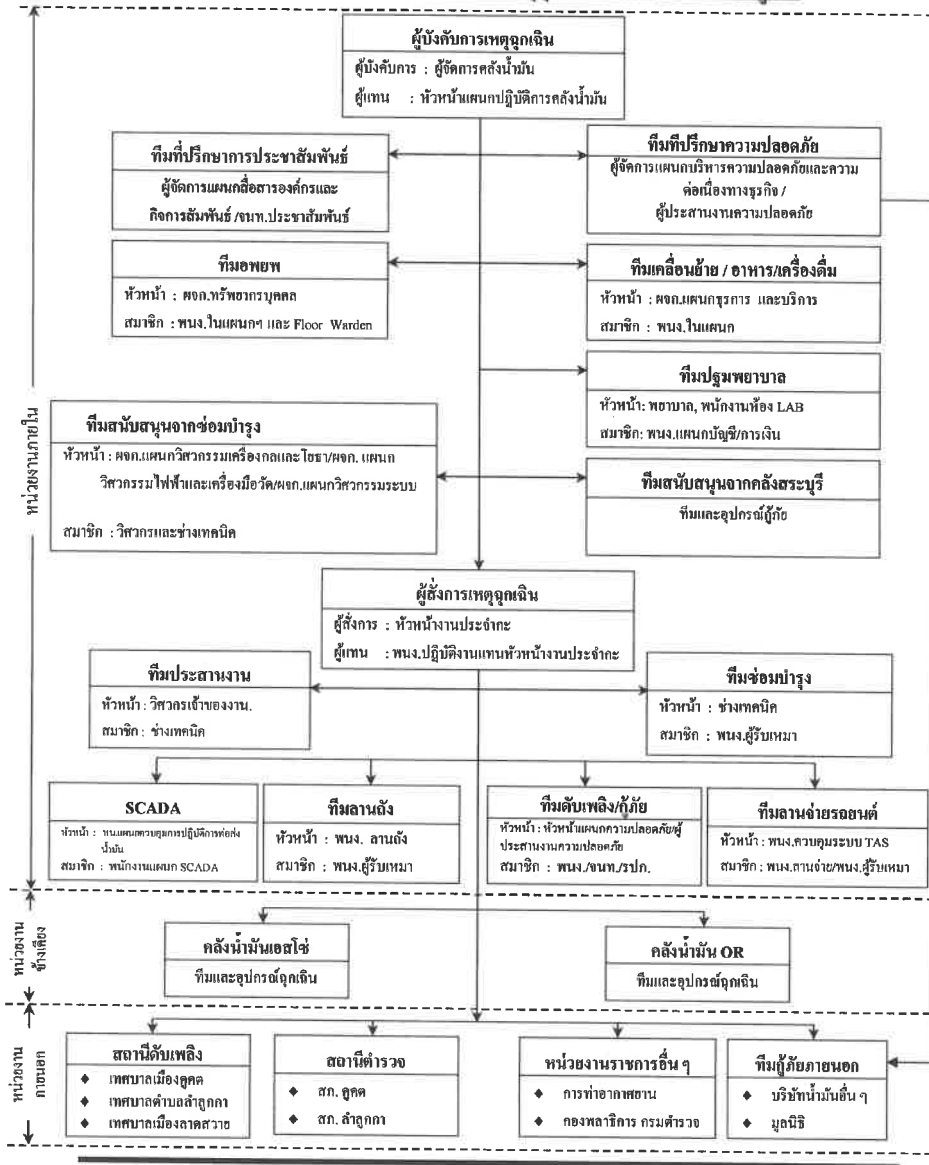 ผู้บังคับการเหตุฉุกเฉิน
ผู้บังคับการ : ผู้จัดการคลังน้ำมัน
ผู้แทน : หัวหน้าแผนกปฏิบัติการคลังน้ำมัน
ทีมที่ปรึกษาการประชาสัมพันธ์
ผู้จัดการแผนกสื่อสารองค์กรและ
กิจการสัมพันธ์ /จนท.ประชาสัมพันธ์
ทีมที่ปรึกษาความปลอดภัย
ผู้จัดการแผนกบริหารความปลอดภัยและความ
ต่อเนื่องทางธุรกิจ /
ผู้ประสานงานความปลอดภัย
ทีมอพยพ
หัวหน้า : ผจก.ทรัพยากรบุคคล
สมาชิก : พนง.ในแผนกฯ และ Floor Warden
ทีมเคลื่อนย้าย / อาหาร/เครื่องดื่ม
หัวหน้า : ผจก.แผนกธุรการ และบริการ
สมาชิก : พนง.ในแผนก
ทีมปฐมพยาบาล
หัวหน้า: พยาบาล, พนักงานห้อง LAB
สมาชิก: พนง.แผนกบัญชี/การเงิน
ทีมสนับสนุนจากซ่อมบำรุง
หัวหน้า : ผจก.แผนกวิศวกรรมเครื่องกลและโยธา/ผจก. แผนก
วิศวกรรมไฟฟ้าและเครื่องมือวัด/ผจก.แผนกวิศวกรรมระบบ
สมาชิก : วิศวกรและช่างเทคนิค
ทีมสนับสนุนจากคลังสระบุรี
ทีมและอุปกรณ์กู้ภัย
หน่วยงานภายใน
ผู้สั่งการเหตุฉุกเฉิน
ผู้สั่งการ : หัวหน้างานประจำกะ
ผู้แทน : พนง.ปฏิบัติงานแทนหัวหน้างานประจำกะ
ทีมประสานงาน
หัวหน้า : วิศวกรเจ้าของงาน.
สมาชิก : ช่างเทคนิค
ทีมซ่อมบำรุง
หัวหน้า : ช่างเทคนิค
สมาชิก : พนง.ผู้รับเหมา
SCADA
หัวหน้า : หน.แผนกควบคุมการปฏิบัติการท่อส่ง
น้ำมัน
สมาชิก : พนักงานแผนก SCADA
ทีมลานถัง
หัวหน้า : พนง. ลานถัง
สมาชิก : พนง.ผู้รับเหมา
ทีมดับเพลิง/กู้ภัย
หัวหน้า: หัวหน้าแผนกความปลอดภัย/ผู้
ประสานงานความปลอดภัย
สมาชิก : พนง./จนท./รปภ.
ทีมลานจ่ายรถยนต์
หัวหน้า: พนง.ควบคุมระบบ TAS
สมาชิก: พนง.ลานจ่าย/พนง.ผู้รับเหมา
หน่วยงาน
ข้างเคียง
คลังน้ำมันเอสโซ่
ทีมและอุปกรณ์ฉุกเฉิน
คลังน้ำมัน OR
ทีมและอุปกรณ์ฉุกเฉิน
หน่วยงาน
ภายนอก
สถานีดับเพลิง
♦ เทศบาลเมืองคูคต
♦ เทศบาลตำบลลำลูกกา
♦ เทศบาลเมืองลาดสวาย
สถานีตำรวจ
♦ สภ. คูคต
♦ สภ. ลำลูกกา
หน่วยงานราชการอื่น ๆ
♦ การท่าอากาศยาน
♦ กองพลาธิการ กรมตำรวจ
ทีมกู้ภัยภายนอก
♦ บริษัทน้ำมันอื่น ๆ
♦ มูลนิธิ